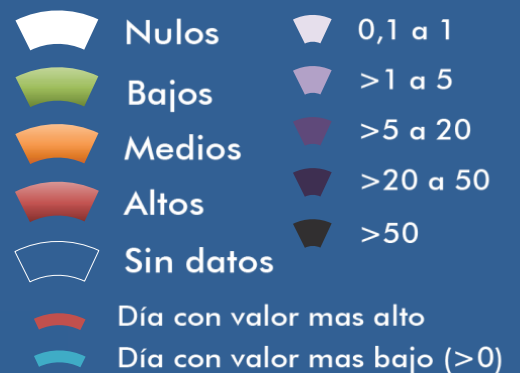 Nulos
Bajos
Medios
Altos
Sin datos
0,1 a 1
>1 a 5
>5 a 20
>20 a 50
>50
Día con valor mas alto
Día con valor mas bajo (>0)